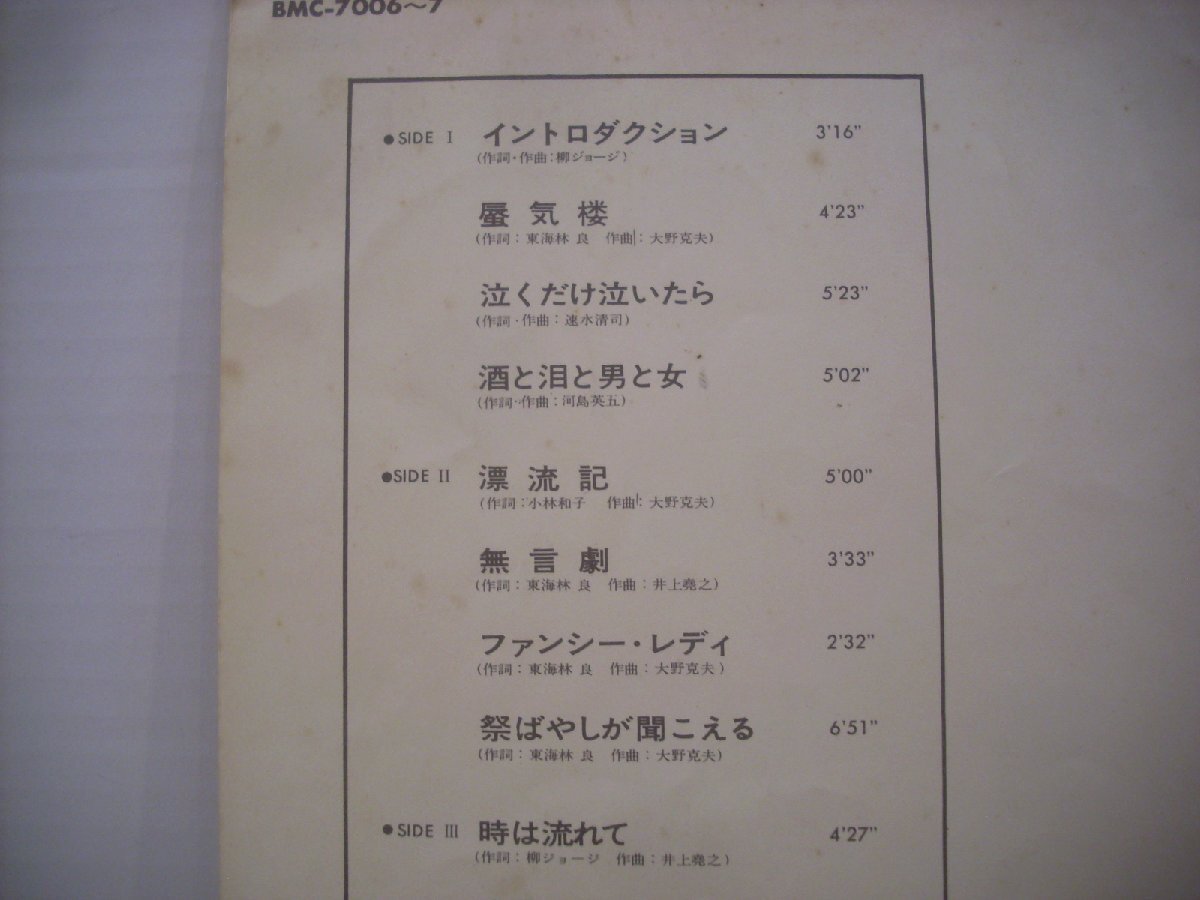 BMC-7006〜7
●SIDE I イントロダクション 3'16"
(作詞・作曲:柳ジョージ)
蜃気楼 4'23"
(作詞:東海林 良 作曲:大野克夫)
泣くだけ泣いたら 5'23"
(作詞・作曲:速水清司)
酒と泪と男と女 5'02"
(作詞・作曲:河島英五)
●SIDE II 漂流記 5'00"
(作詞:小林和子 作曲:大野克夫)
無言劇 3'33"
(作詞:東海林 良 作曲:井上堯之)
ファンシー・レディ 2'32"
(作詞:東海林 良 作曲:大野克夫)
祭ばやしが聞こえる 6'51"
(作詞:東海林 良 作曲:大野克夫)
●SIDE III 時は流れて 4'27"
(作詞:柳ジョージ 作曲:井上堯之)